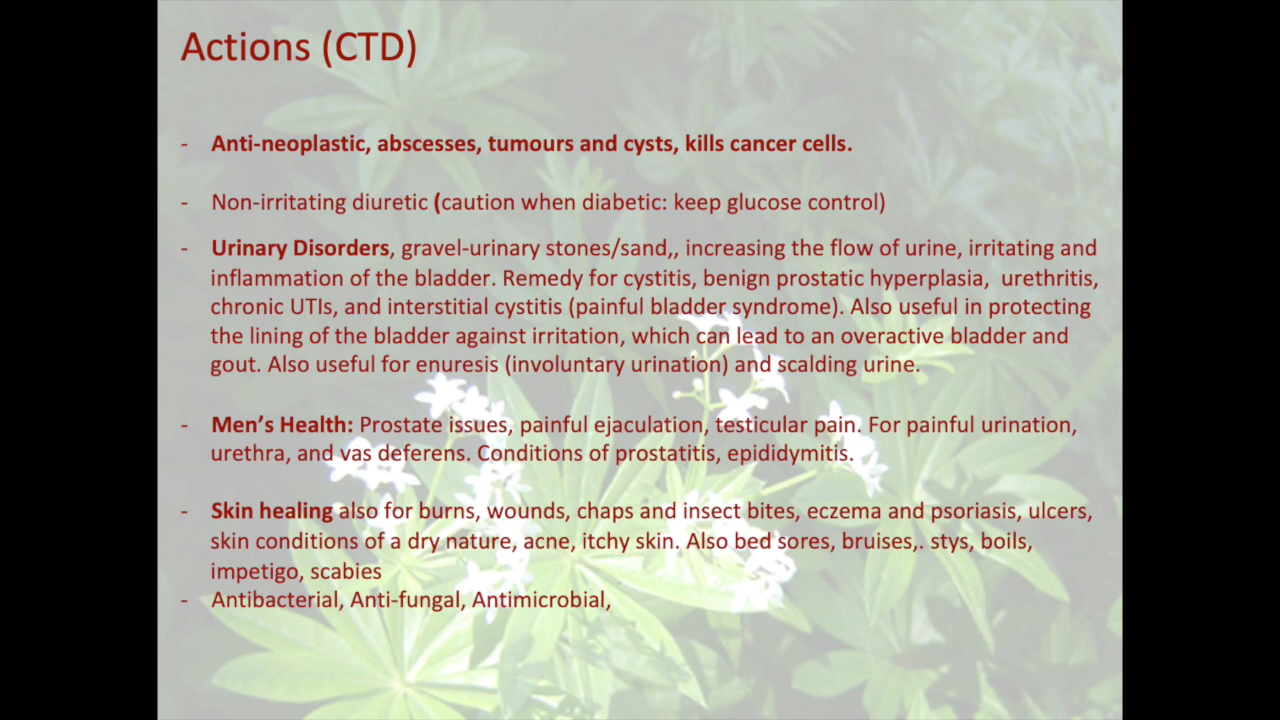 Actions (CTD)
- Anti-neoplastic, abscesses, tumours and cysts, kills cancer cells.
- Non-irritating diuretic (caution when diabetic: keep glucose control)
- Urinary Disorders, gravel-urinary stones/sand,, increasing the flow of urine, irritating and
inflammation of the bladder. Remedy for cystitis, benign prostatic hyperplasia, urethritis,
chronic UTIs, and interstitial cystitis (painful bladder syndrome). Also useful in protecting
the lining of the bladder against irritation, which can lead to an overactive bladder and
gout. Also useful for enuresis (involuntary urination) and scalding urine.
- Men’s Health: Prostate issues, painful ejaculation, testicular pain. For painful urination,
urethra, and vas deferens. Conditions of prostatitis, epididymitis.
- Skin healing also for burns, wounds, chaps and insect bites, eczema and psoriasis, ulcers,
skin conditions of a dry nature, acne, itchy skin. Also bed sores, bruises,. stys, boils,
impetigo, scabies
- Antibacterial, Anti-fungal, Antimicrobial,